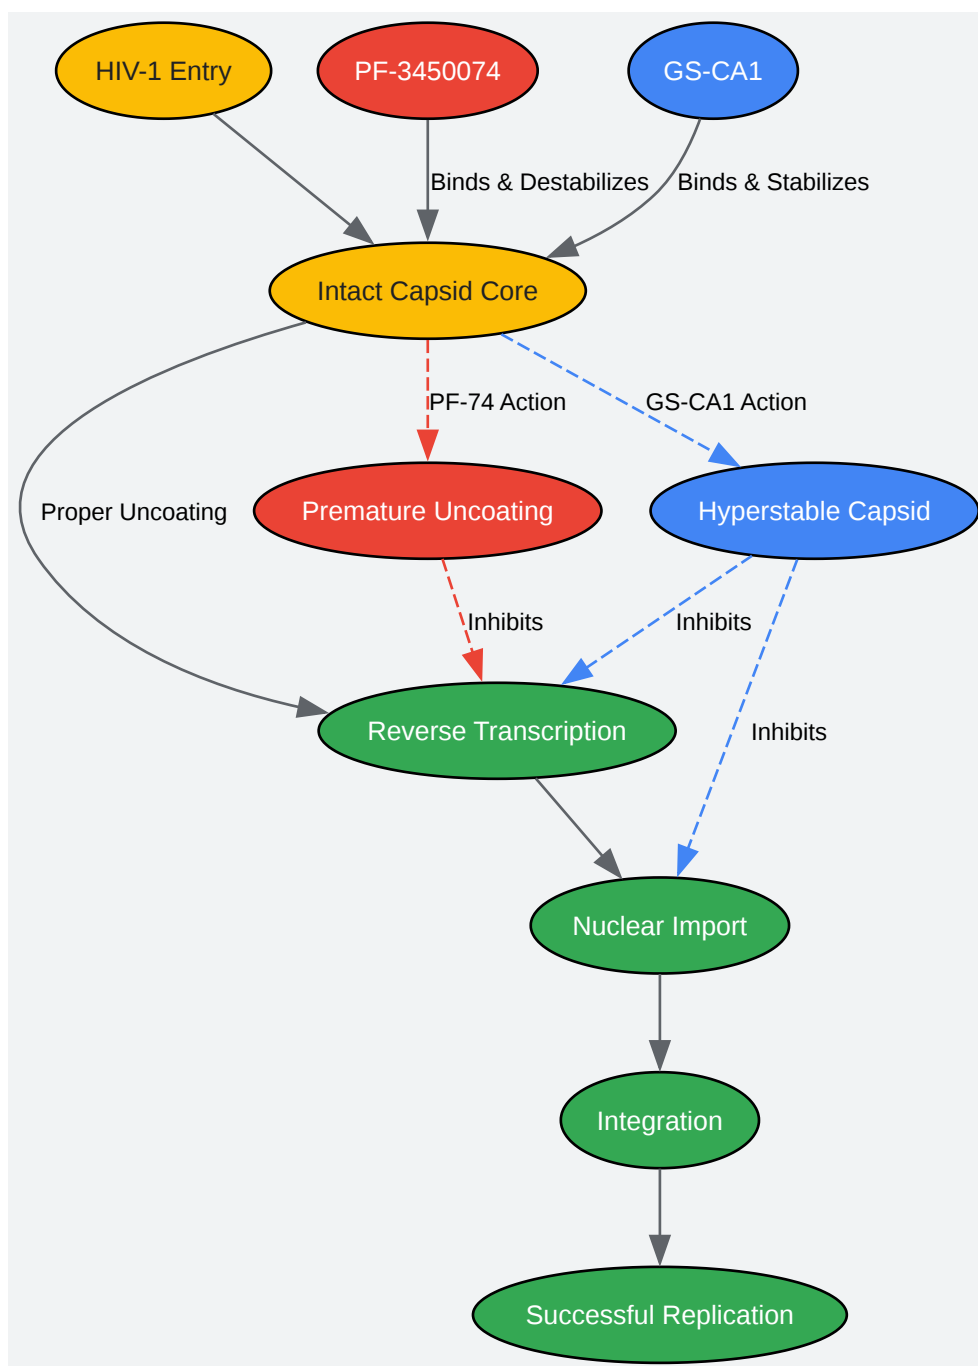 HIV-1 Entry
PF-3450074
GS-CA1
Binds & Destabilizes
Binds & Stabilizes
Intact Capsid Core
PF-74 Action
GS-CA1 Action
Proper Uncoating
Premature Uncoating
Hyperstable Capsid
Inhibits
Inhibits
Reverse Transcription
Inhibits
Nuclear Import
Integration
Successful Replication